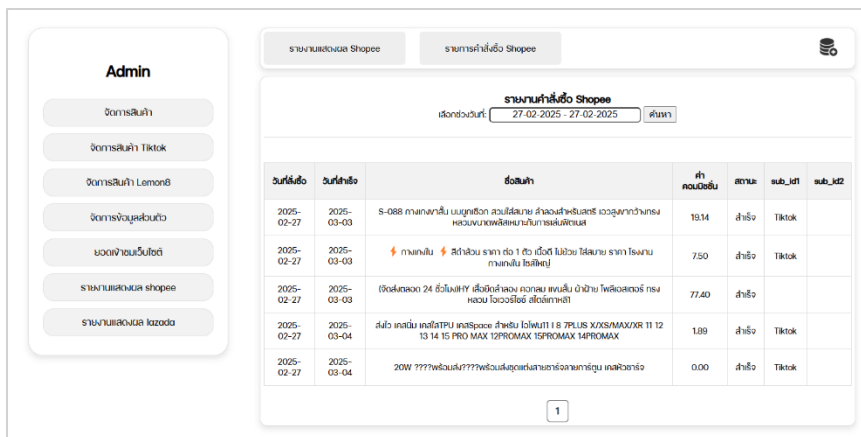 Admin
จัดการสินค้า
จัดการสินค้า Tiktok
จัดการสินค้า Lemon8
จัดการข้อมูลส่วนตัว
ยอดเข้าชมเว็บไซต์
รายงานแสดงผล shopee
รายงานแสดงผล lazada
รายงานแสดงผล Shopee
รายการคำสั่งซื้อ Shopee
รายงานคำสั่งซื้อ Shopee
เลือกช่วงวันที่: 27-02-2025 - 27-02-2025 ค้นหา
วันที่สั่งซื้อ วันที่สำเร็จ ชื่อสินค้า ค่าคอมมิชชั่น สถานะ sub_id1 sub_id2
2025-02-27 2025-03-03 S-088 กางเกงขาสั้น บบผูกเชือก สวมใส่สบาย ลำลองสำหรับสตรี เอวสูงขากว้างทรง
หลวมขนาดพลัสเหมาะกับการเล่นฟิตเนส 19.14 สำเร็จ Tiktok
2025-02-27 2025-03-03 ⚡ กางเกงใน ⚡ สีดำล้วน ราคา ต่อ 1 ตัว เนื้อดี ไม่ย้วย ใส่สบาย ราคา โรงงาน
กางเกงใน ไซส์ใหญ่ 7.50 สำเร็จ Tiktok
2025-02-27 2025-03-03 (จัดส่งตลอด 24 ชั่วโมง)HY เสื้อยืดลำลอง คอกลม แขนสั้น ผ้าฝ้าย โพลีเอสเตอร์ ทรง
หลวม โอเวอร์ไซซ์ สไตล์เกาหลี1 77.40 สำเร็จ
2025-02-27 2025-03-04 ส่งไว เคสนิ่ม เคสใสTPU เคสSpace สำหรับ ไอโฟน11 I 8 7PLUS X/XS/MAX/XR 11 12
13 14 15 PRO MAX 12PROMAX 15PROMAX 14PROMAX 1.89 สำเร็จ Tiktok
2025-02-27 2025-03-04 20W ????พร้อมส่ง????พร้อมส่งชุดแต่งสายชาร์จลายการ์ตูน เคสหัวชาร์จ 0.00 สำเร็จ Tiktok
1